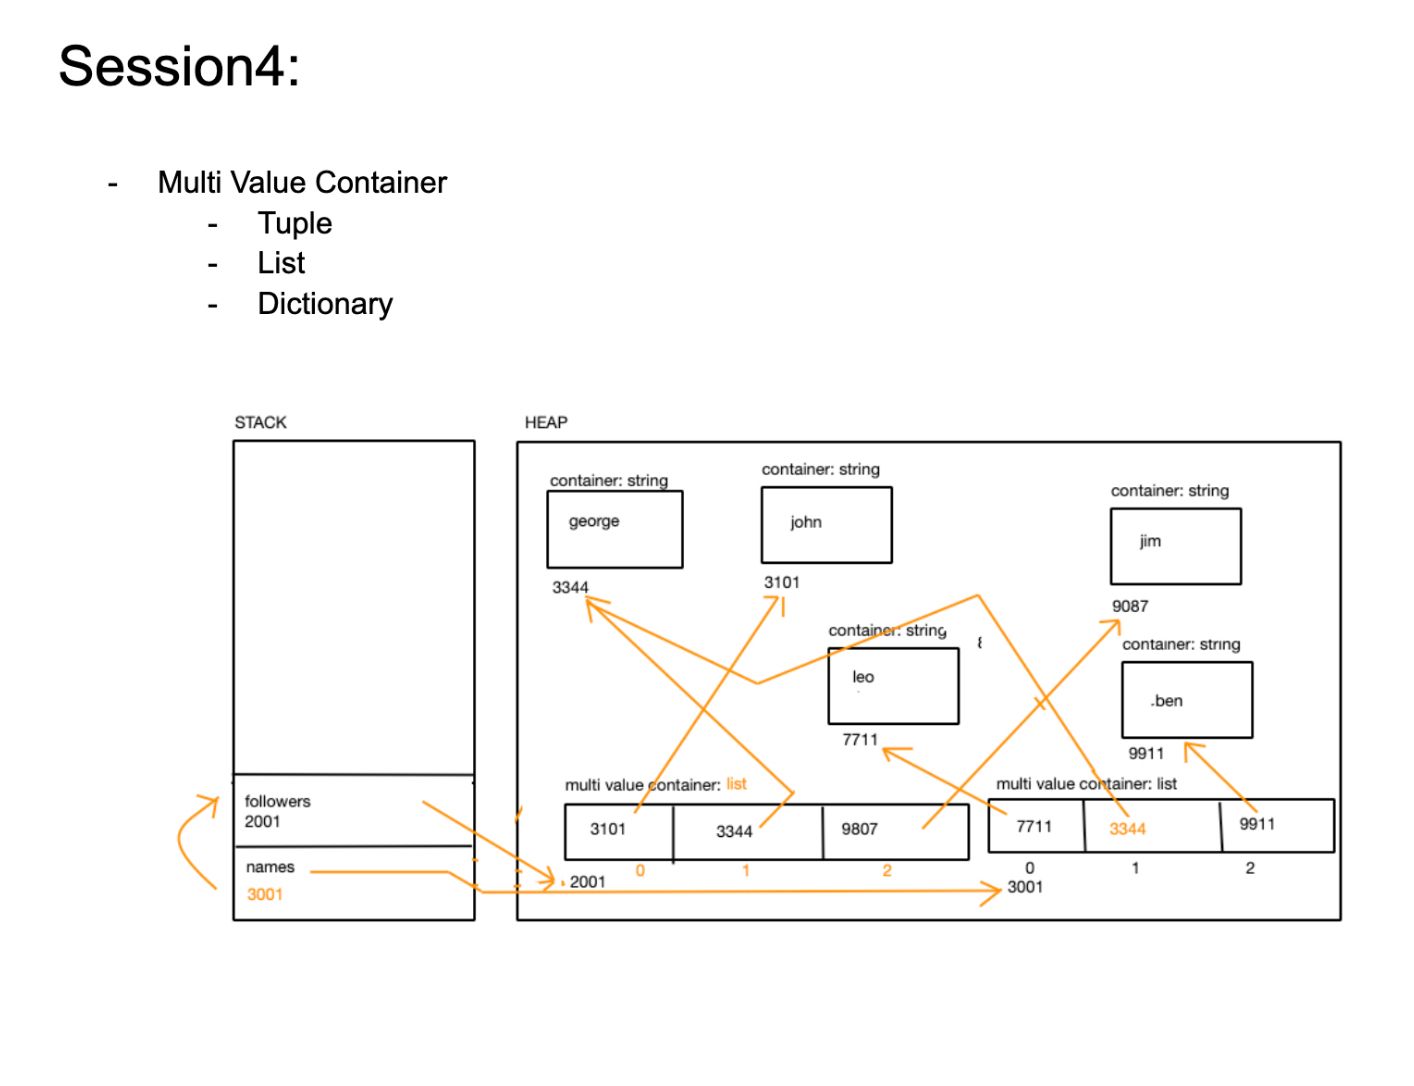 Session4:
- Multi Value Container
- Tuple
- List
- Dictionary
STACK
HEAP
container: string
george
3344
container: string
john
3101
container: string
jim
9087
container: string
leo
7711
container: string
.ben
9911
followers
2001
names
3001
multi value container: list
3101 3344 9807
0 1 2
2001
multi value container: list
7711 3344 9911
0 1 2
3001